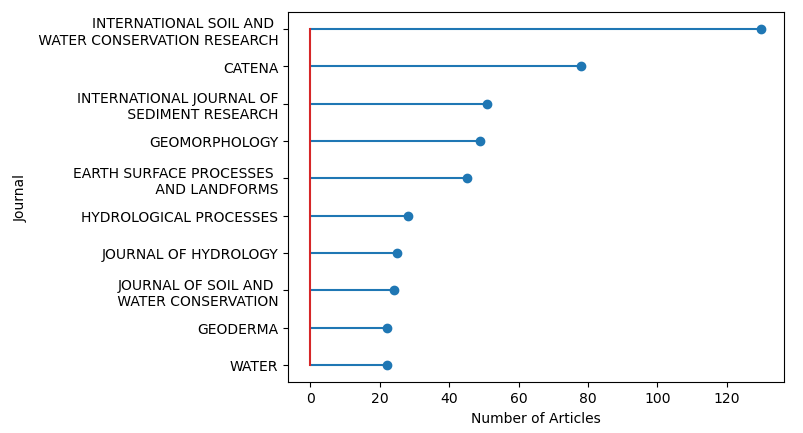 INTERNATIONAL SOIL AND
WATER CONSERVATION RESEARCH
CATENA
INTERNATIONAL JOURNAL OF
SEDIMENT RESEARCH
GEOMORPHOLOGY
EARTH SURFACE PROCESSES
AND LANDFORMS
HYDROLOGICAL PROCESSES
JOURNAL OF HYDROLOGY
JOURNAL OF SOIL AND
WATER CONSERVATION
GEODERMA
WATER
Journal
0 20 40 60 80 100 120
Number of Articles